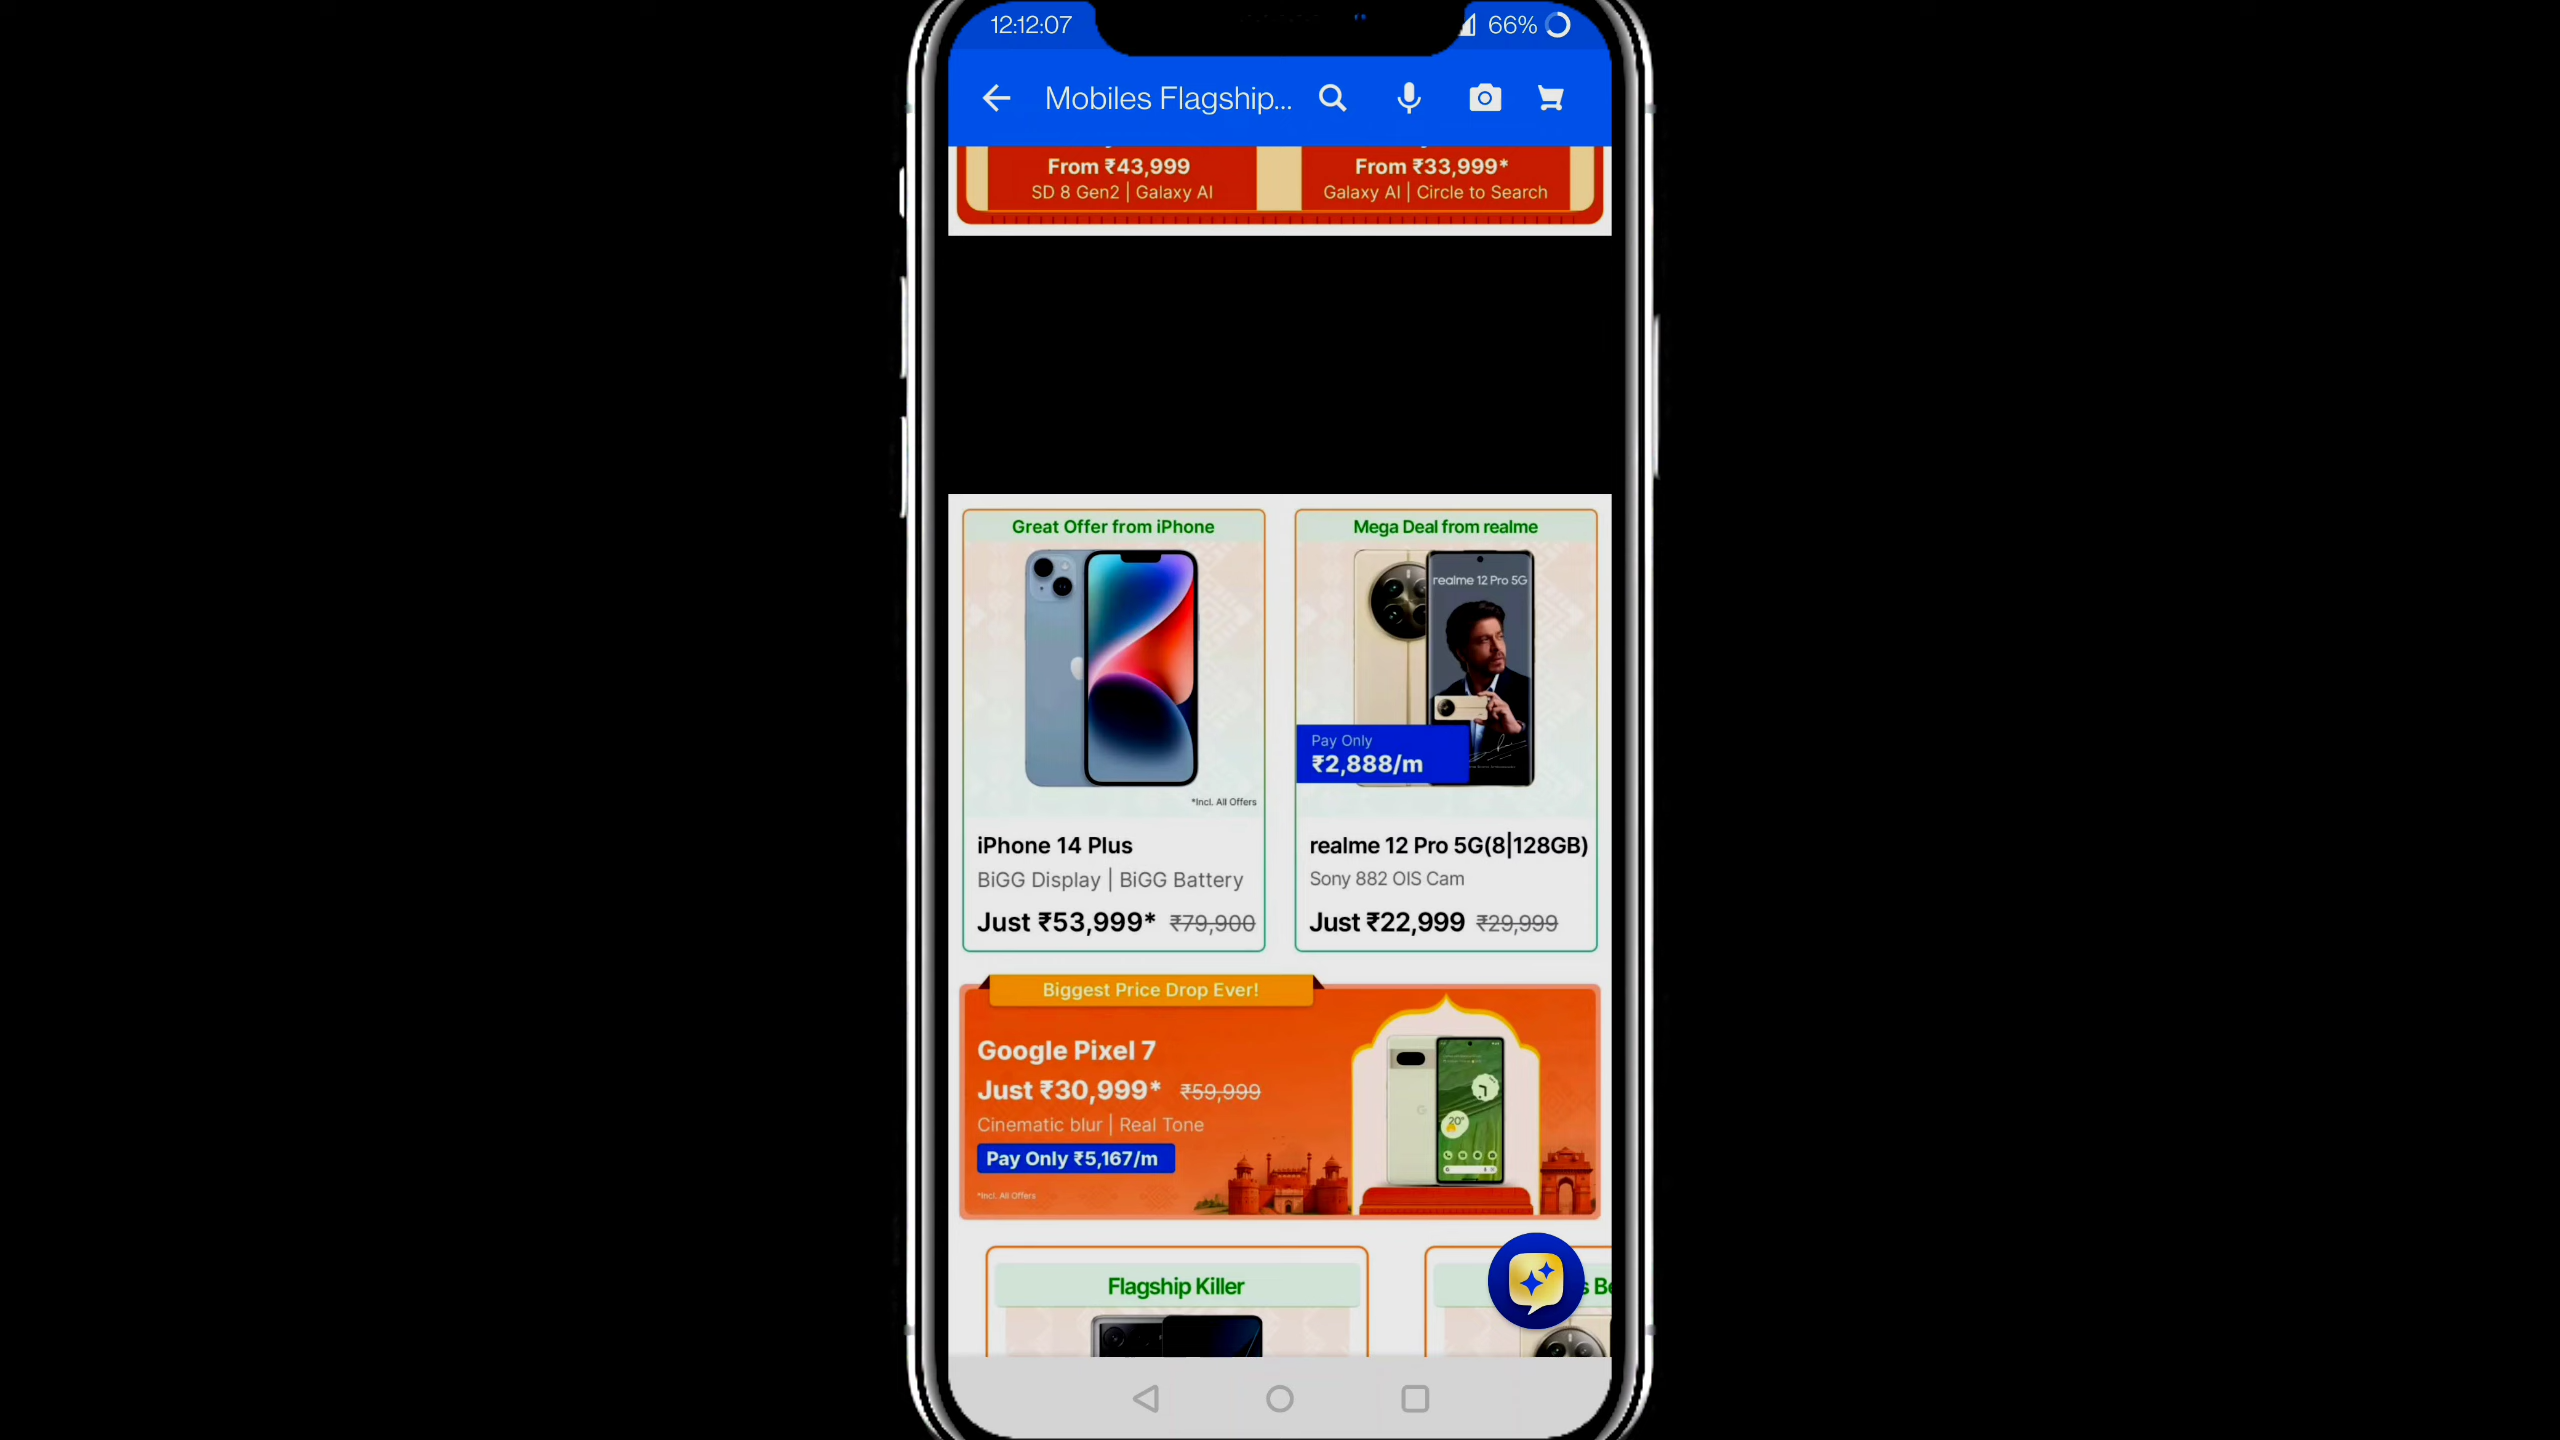 12:12:07
66%
Mobiles Flagship...
From ₹43,999
SD 8 Gen2 | Galaxy AI
From ₹33,999*
Galaxy AI | Circle to Search
Great Offer from iPhone
*Incl. All Offers
iPhone 14 Plus
BiGG Display | BiGG Battery
Just ₹53,999* ₹79,900
Mega Deal from realme
realme 12 Pro 5G
Pay Only
₹2,888/m
realme 12 Pro 5G(8|128GB)
Sony 882 OIS Cam
Just ₹22,999 ₹29,999
Biggest Price Drop Ever!
Google Pixel 7
Just ₹30,999* ₹59,999
Cinematic blur | Real Tone
Pay Only ₹5,167/m
*Incl. All Offers
20°
Flagship Killer